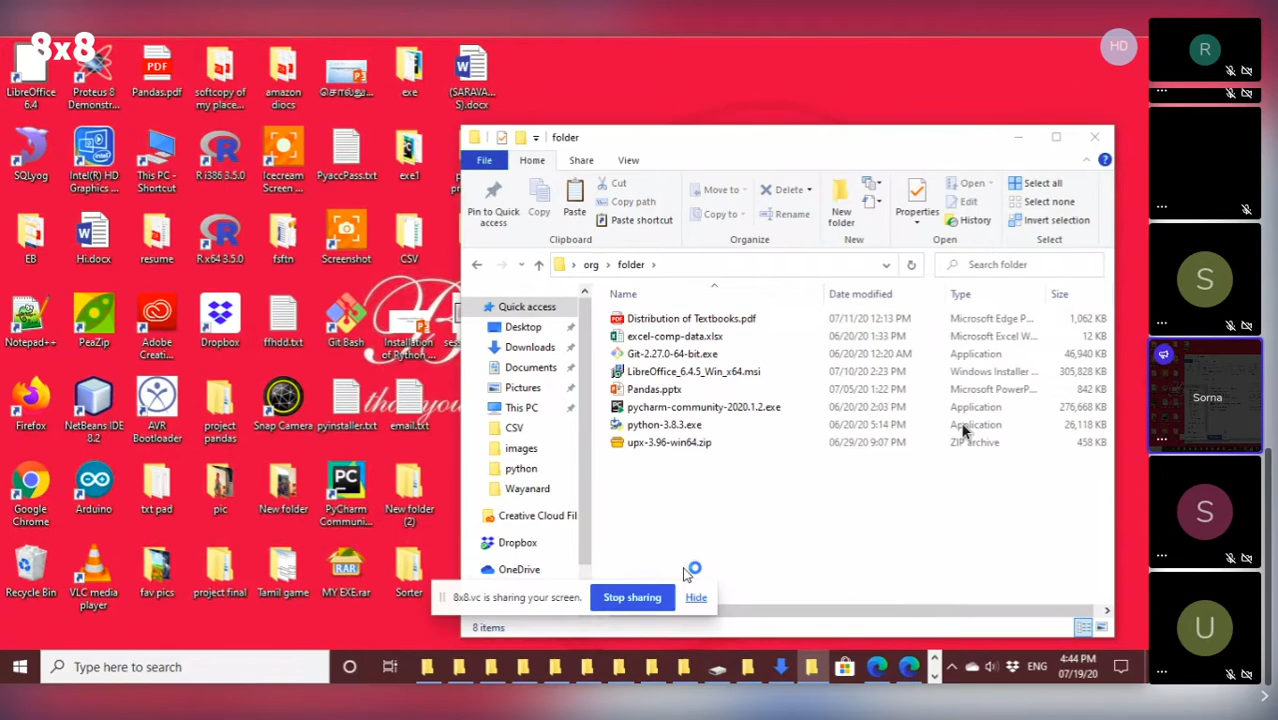 8x8
HD
R
LibreOffice 6.4
Proteus 8 Demonstr...
Pandas.pdf
PDF
softcopy of my place...
amazon diocs
exe
(SARAVA... S).docx
SQLyog
Intel(R) HD Graphics ...
This PC - Shortcut
R i386 3.5.0
Icecream Screen ...
PyaccPass.txt
exe1
EB
Hi.docx
resume
R x64 3.5.0
fsftn
Screenshot
CSV
Notepad++
PeaZip
Adobe Creati...
Dropbox
ffhdd.txt
Git Bash
Installation of Python ...
Firefox
NetBeans IDE 8.2
AVR Bootloader
project pandas
Snap Camera
pyinstaller.txt
email.txt
Google Chrome
Arduino
txt pad
pic
New folder
PyCharm Communi...
New folder (2)
Recycle Bin
VLC media player
fav pics
project final
Tamil game
MY EXE.rar
Sorter
folder
File Home Share View
Pin to Quick access
Copy
Paste
Cut
Copy path
Paste shortcut
Move to
Copy to
Delete
Rename
New folder
Properties
Open
Edit
History
Select all
Select none
Invert selection
Clipboard Organize New Open Select
org folder
Search folder
Quick access
Desktop
Downloads
Documents
Pictures
This PC
CSV
images
python
Wayanard
Creative Cloud Fil
Dropbox
OneDrive
Name Date modified Type Size
Distribution of Textbooks.pdf 07/11/20 12:13 PM Microsoft Edge P... 1,062 KB
excel-comp-data.xlsx 06/20/20 1:33 PM Microsoft Excel W... 12 KB
Git-2.27.0-64-bit.exe 06/20/20 12:20 AM Application 46,940 KB
LibreOffice_6.4.5_Win_x64.msi 07/10/20 2:23 PM Windows Installer ... 305,828 KB
Pandas.pptx 07/05/20 1:22 PM Microsoft PowerP... 842 KB
pycharm-community-2020.1.2.exe 06/20/20 2:03 PM Application 276,668 KB
python-3.8.3.exe 06/20/20 5:14 PM Application 26,118 KB
upx-3.96-win64.zip 06/29/20 9:07 PM ZIP archive 458 KB
8x8.vc is sharing your screen. Stop sharing Hide
8 items
Type here to search
ENG
4:44 PM
07/19/20
S
Sorna
S
U